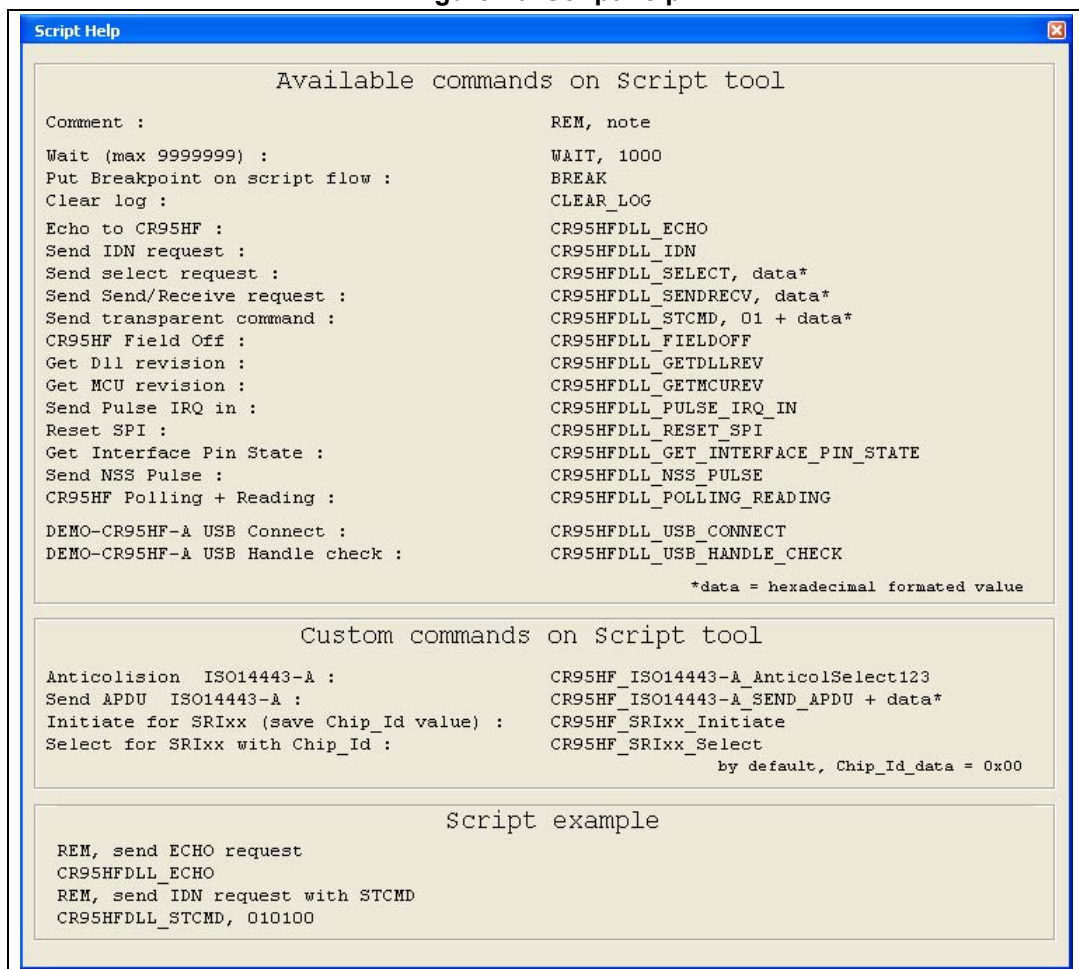 Script Help
Available commands on Script tool
Comment : REM, note
Wait (max 9999999) : WAIT, 1000
Put Breakpoint on script flow : BREAK
Clear log : CLEAR_LOG
Echo to CR95HF : CR95HFDLL_ECHO
Send IDN request : CR95HFDLL_IDN
Send select request : CR95HFDLL_SELECT, data*
Send Send/Receive request : CR95HFDLL_SENDRECV, data*
Send transparent command : CR95HFDLL_STCMD, 01 + data*
CR95HF Field Off : CR95HFDLL_FIELDOFF
Get Dll revision : CR95HFDLL_GETDLLREV
Get MCU revision : CR95HFDLL_GETMCUREV
Send Pulse IRQ in : CR95HFDLL_PULSE_IRQ_IN
Reset SPI : CR95HFDLL_RESET_SPI
Get Interface Pin State : CR95HFDLL_GET_INTERFACE_PIN_STATE
Send NSS Pulse : CR95HFDLL_NSS_PULSE
CR95HF Polling + Reading : CR95HFDLL_POLLING_READING
DEMO-CR95HF-A USB Connect : CR95HFDLL_USB_CONNECT
DEMO-CR95HF-A USB Handle check : CR95HFDLL_USB_HANDLE_CHECK
*data = hexadecimal formated value
Custom commands on Script tool
Anticolision ISO14443-A : CR95HF_ISO14443-A_AnticolSelect123
Send APDU ISO14443-A : CR95HF_ISO14443-A_SEND_APDU + data*
Initiate for SRIxx (save Chip_Id value) : CR95HF_SRIxx_Initiate
Select for SRIxx with Chip_Id : CR95HF_SRIxx_Select
by default, Chip_Id_data = 0x00
Script example
REM, send ECHO request
CR95HFDLL_ECHO
REM, send IDN request with STCMD
CR95HFDLL_STCMD, 010100